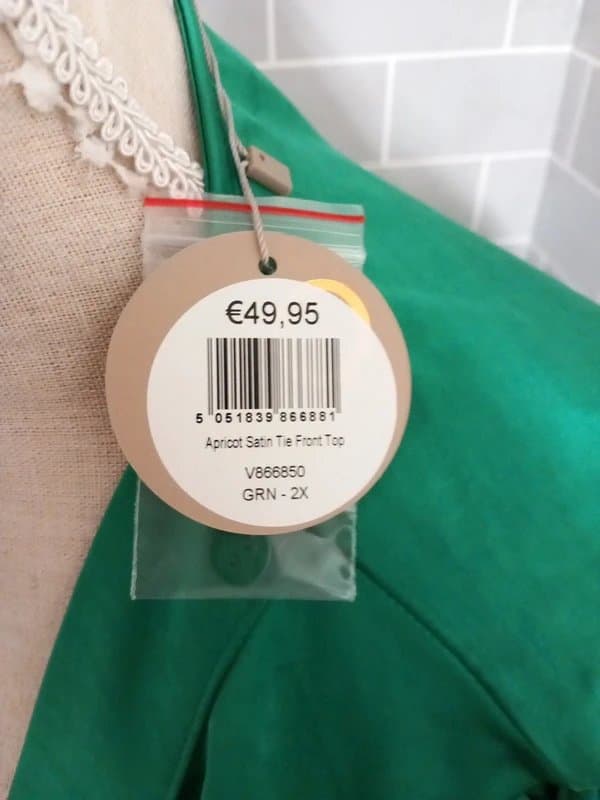 €49,95
5 051839 866881
Apricot Satin Tie Front Top
V866850
GRN - 2X